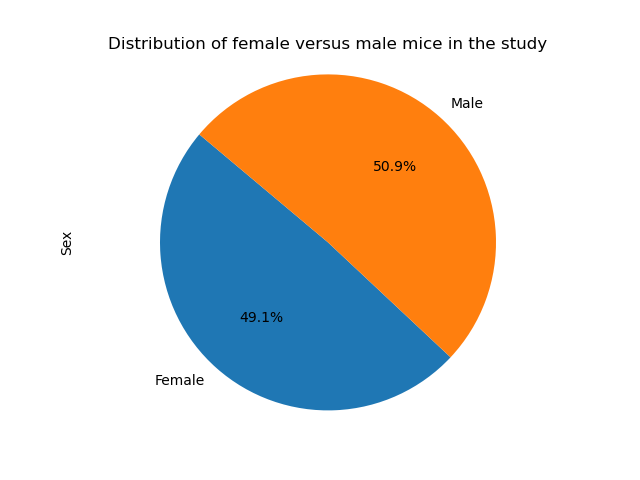 Distribution of female versus male mice in the study
Male
50.9%
Sex
49.1%
Female